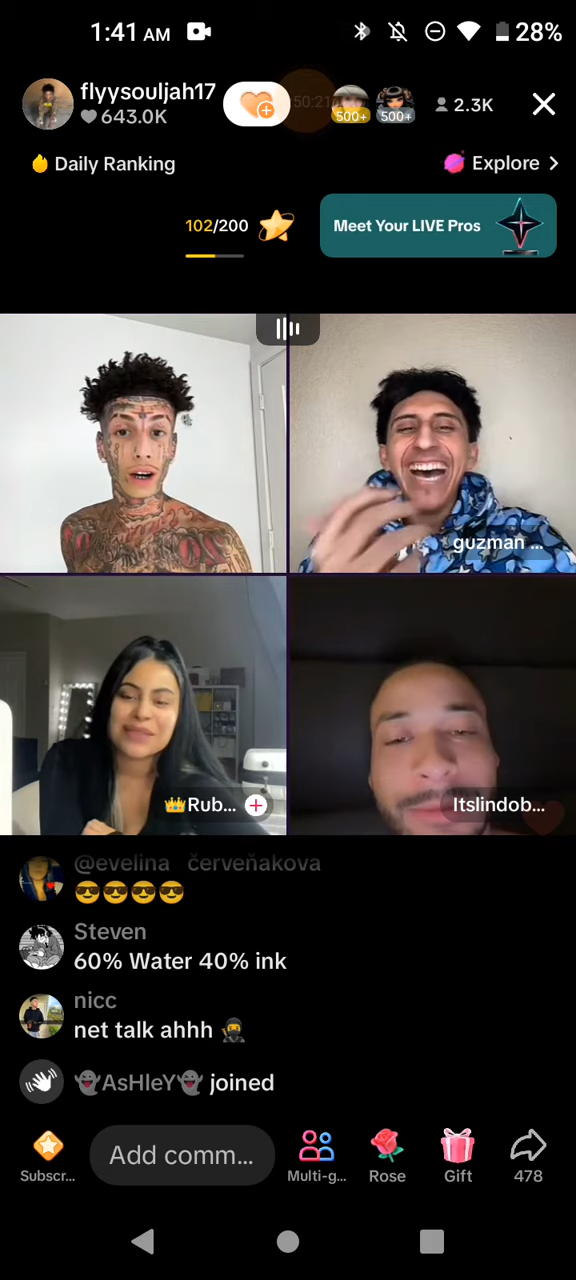 1:41 AM
28%
flyysouljah17
643.0K
50:21
500+
500+
2.3K
Daily Ranking
Explore
102/200
Meet Your LIVE Pros
guzman ...
👑Rub...
Itslindob...
@evelina červeňakova
😎😎😎😎
Steven
60% Water 40% ink
nicc
net talk ahhh 🥷
👻AsHleY👻 joined
Subscr...
Add comm...
Multi-g...
Rose
Gift
478